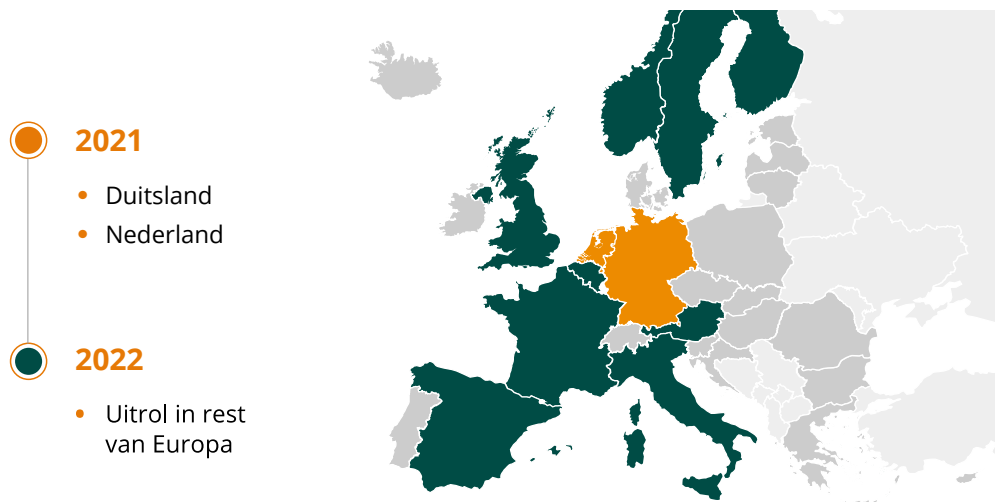 2021
Duitsland
Nederland
2022
Uitrol in rest
van Europa